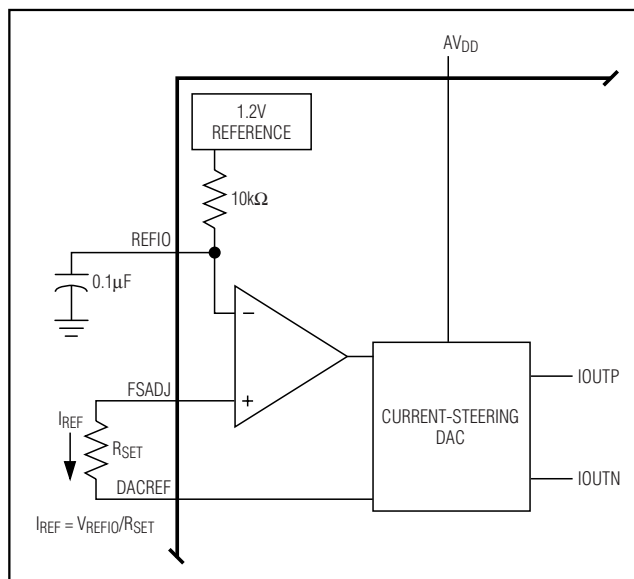 AVDD
1.2V
REFERENCE
10kΩ
REFIO
0.1µF
−
FSADJ
+
IREF
RSET
CURRENT-STEERING
DAC
IOUTP
IOUTN
DACREF
IREF = VREFIO/RSET